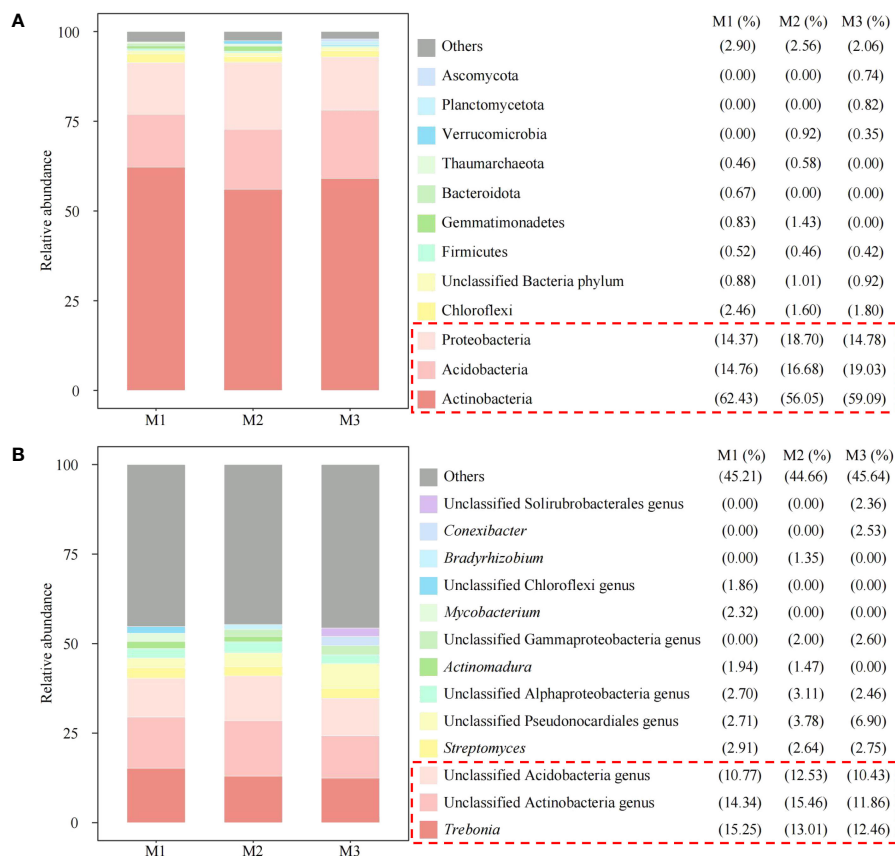 A
M1 (%) M2 (%) M3 (%)
100
75
50
25
0
Relative abundance
M1 M2 M3
Others (2.90) (2.56) (2.06)
Ascomycota (0.00) (0.00) (0.74)
Planctomycetota (0.00) (0.00) (0.82)
Verrucomicrobia (0.00) (0.92) (0.35)
Thaumarchaeota (0.46) (0.58) (0.00)
Bacteroidota (0.67) (0.00) (0.00)
Gemmatimonadetes (0.83) (1.43) (0.00)
Firmicutes (0.52) (0.46) (0.42)
Unclassified Bacteria phylum (0.88) (1.01) (0.92)
Chloroflexi (2.46) (1.60) (1.80)
Proteobacteria (14.37) (18.70) (14.78)
Acidobacteria (14.76) (16.68) (19.03)
Actinobacteria (62.43) (56.05) (59.09)
B
M1 (%) M2 (%) M3 (%)
100
75
50
25
0
Relative abundance
M1 M2 M3
Others (45.21) (44.66) (45.64)
Unclassified Solirubrobacterales genus (0.00) (0.00) (2.36)
Conexibacter (0.00) (0.00) (2.53)
Bradyrhizobium (0.00) (1.35) (0.00)
Unclassified Chloroflexi genus (1.86) (0.00) (0.00)
Mycobacterium (2.32) (0.00) (0.00)
Unclassified Gammaproteobacteria genus (0.00) (2.00) (2.60)
Actinomadura (1.94) (1.47) (0.00)
Unclassified Alphaproteobacteria genus (2.70) (3.11) (2.46)
Unclassified Pseudonocardiales genus (2.71) (3.78) (6.90)
Streptomyces (2.91) (2.64) (2.75)
Unclassified Acidobacteria genus (10.77) (12.53) (10.43)
Unclassified Actinobacteria genus (14.34) (15.46) (11.86)
Trebonia (15.25) (13.01) (12.46)